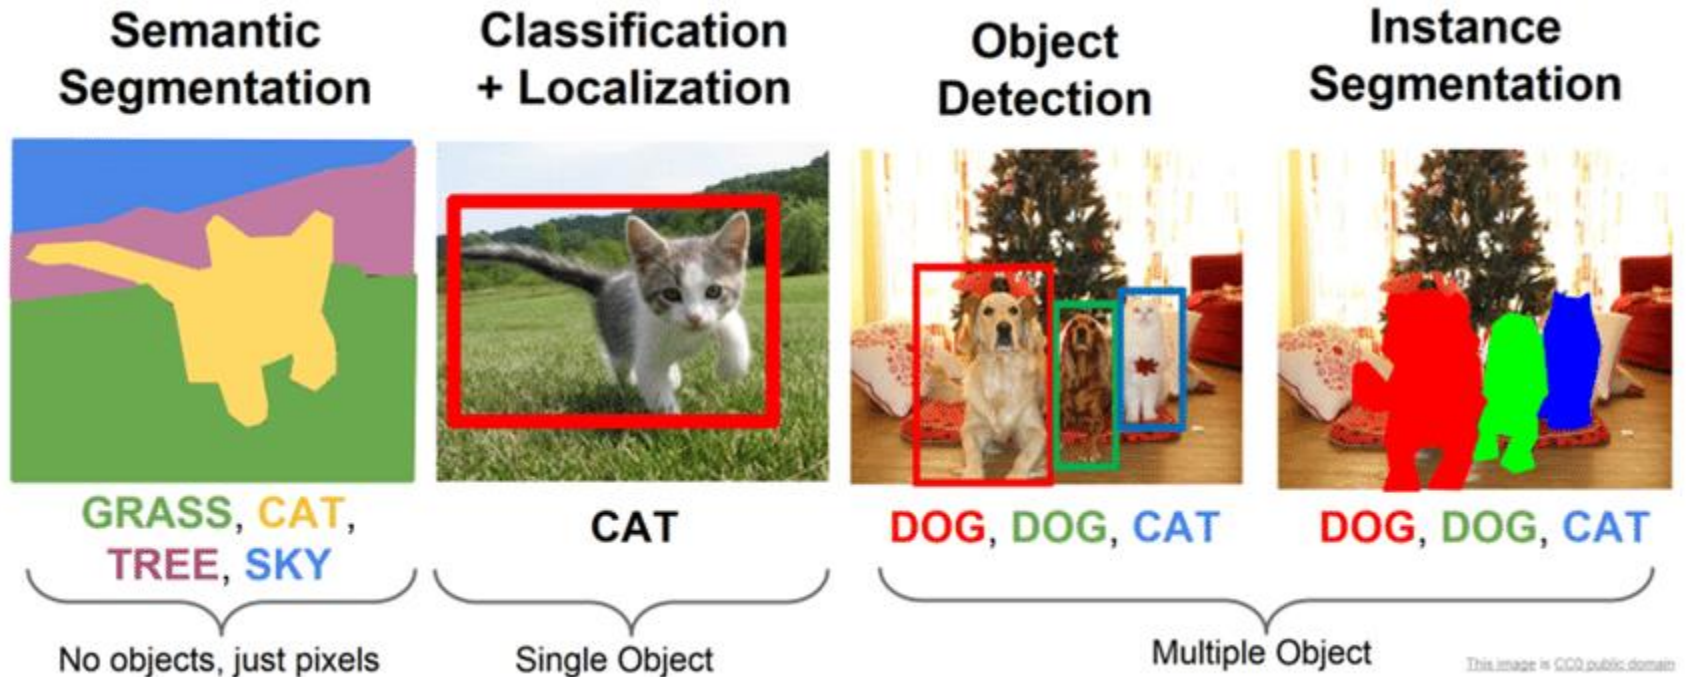 Semantic
Segmentation
Classification
+ Localization
Object
Detection
Instance
Segmentation
GRASS, CAT,
TREE, SKY
CAT
DOG, DOG, CAT
DOG, DOG, CAT
No objects, just pixels
Single Object
Multiple Object
This image is CC0 public domain